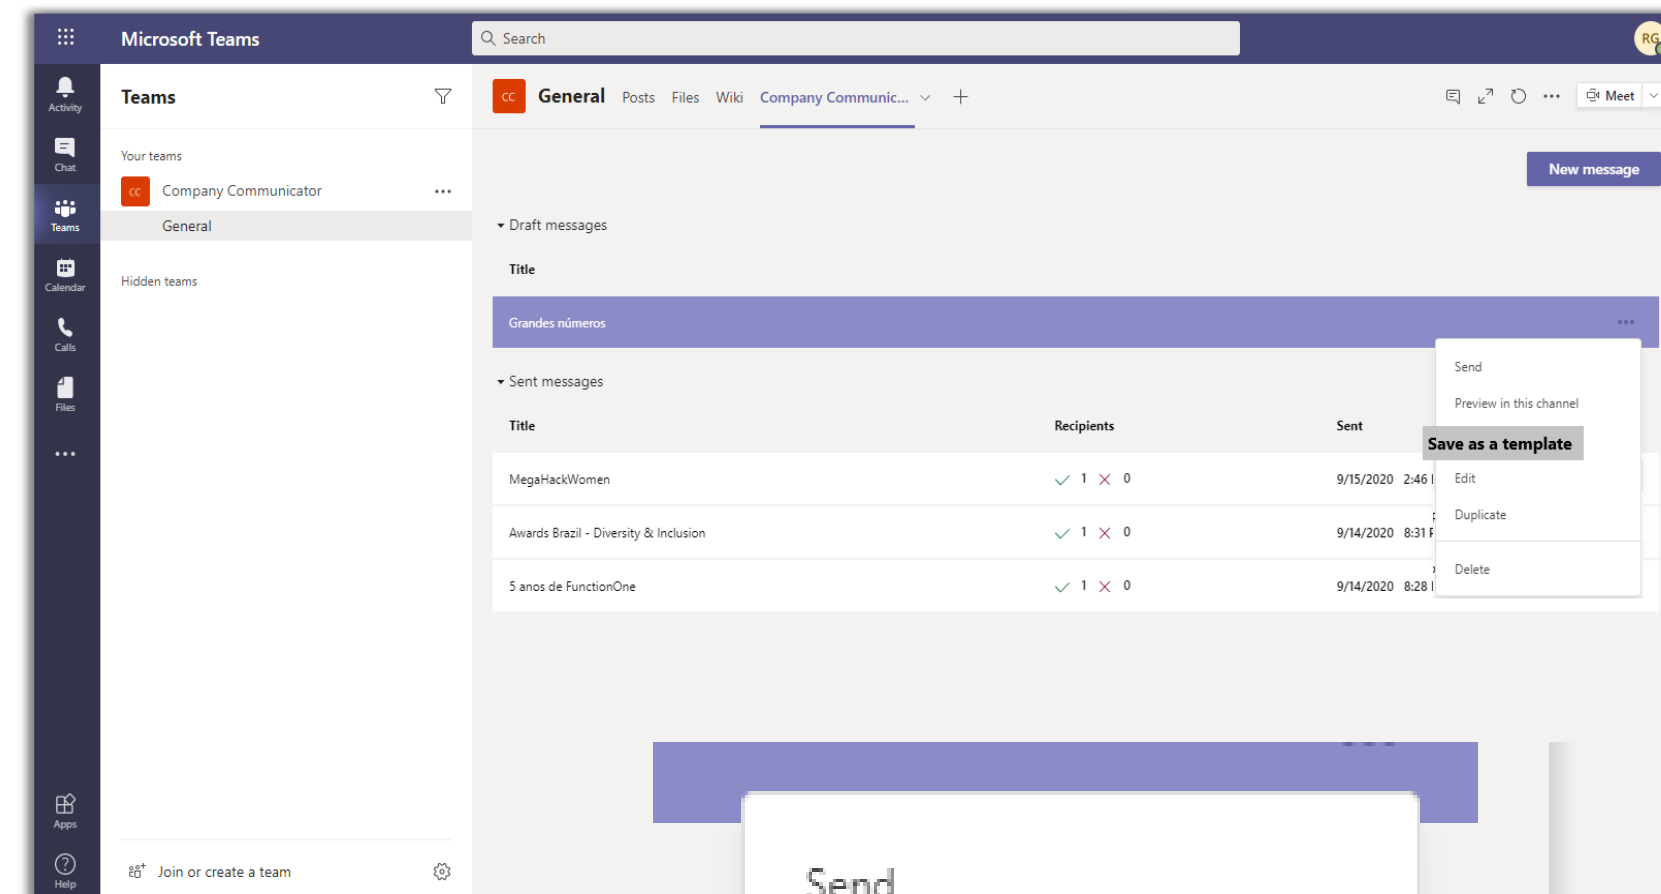 Microsoft Teams
Search
RG
Activity
Chat
Teams
Calendar
Calls
Files
Apps
Help
Teams
Your teams
CC Company Communicator
General
Hidden teams
Join or create a team
CC General Posts Files Wiki Company Communic...
Meet
New message
Draft messages
Title
Grandes números
Send
Preview in this channel
Save as a template
Edit
Duplicate
Delete
Sent messages
Title Recipients Sent
MegaHackWomen 1 0 9/15/2020 2:46
Awards Brazil - Diversity & Inclusion 1 0 9/14/2020 8:31
5 anos de FunctionOne 1 0 9/14/2020 8:28
Send